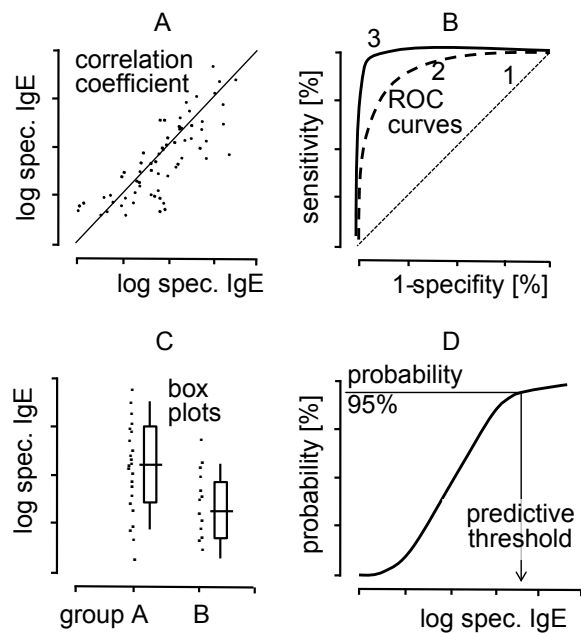 A
correlation
coefficient
log spec. IgE
log spec. IgE
B
3
2
1
ROC
curves
sensitivity [%]
1-specifity [%]
C
box
plots
log spec. IgE
group A
B
D
probability
95%
probability [%]
predictive
threshold
log spec. IgE